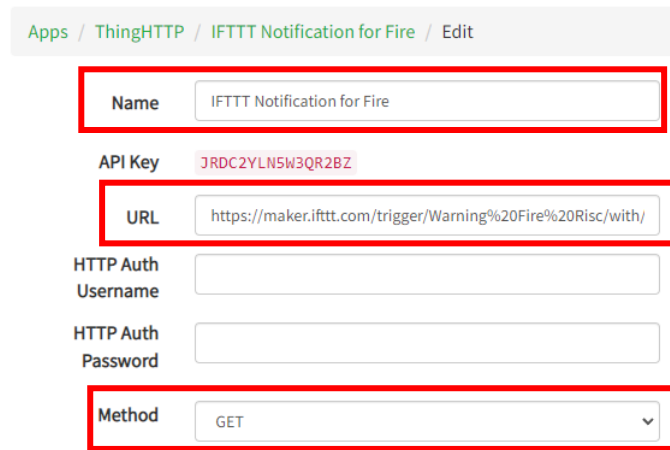 Apps / ThingHTTP / IFTTT Notification for Fire / Edit
Name IFTTT Notification for Fire
API Key JRDC2YLN5W3QR2BZ
URL https://maker.ifttt.com/trigger/Warning%20Fire%20Risc/with/
HTTP Auth
Username
HTTP Auth
Password
Method GET